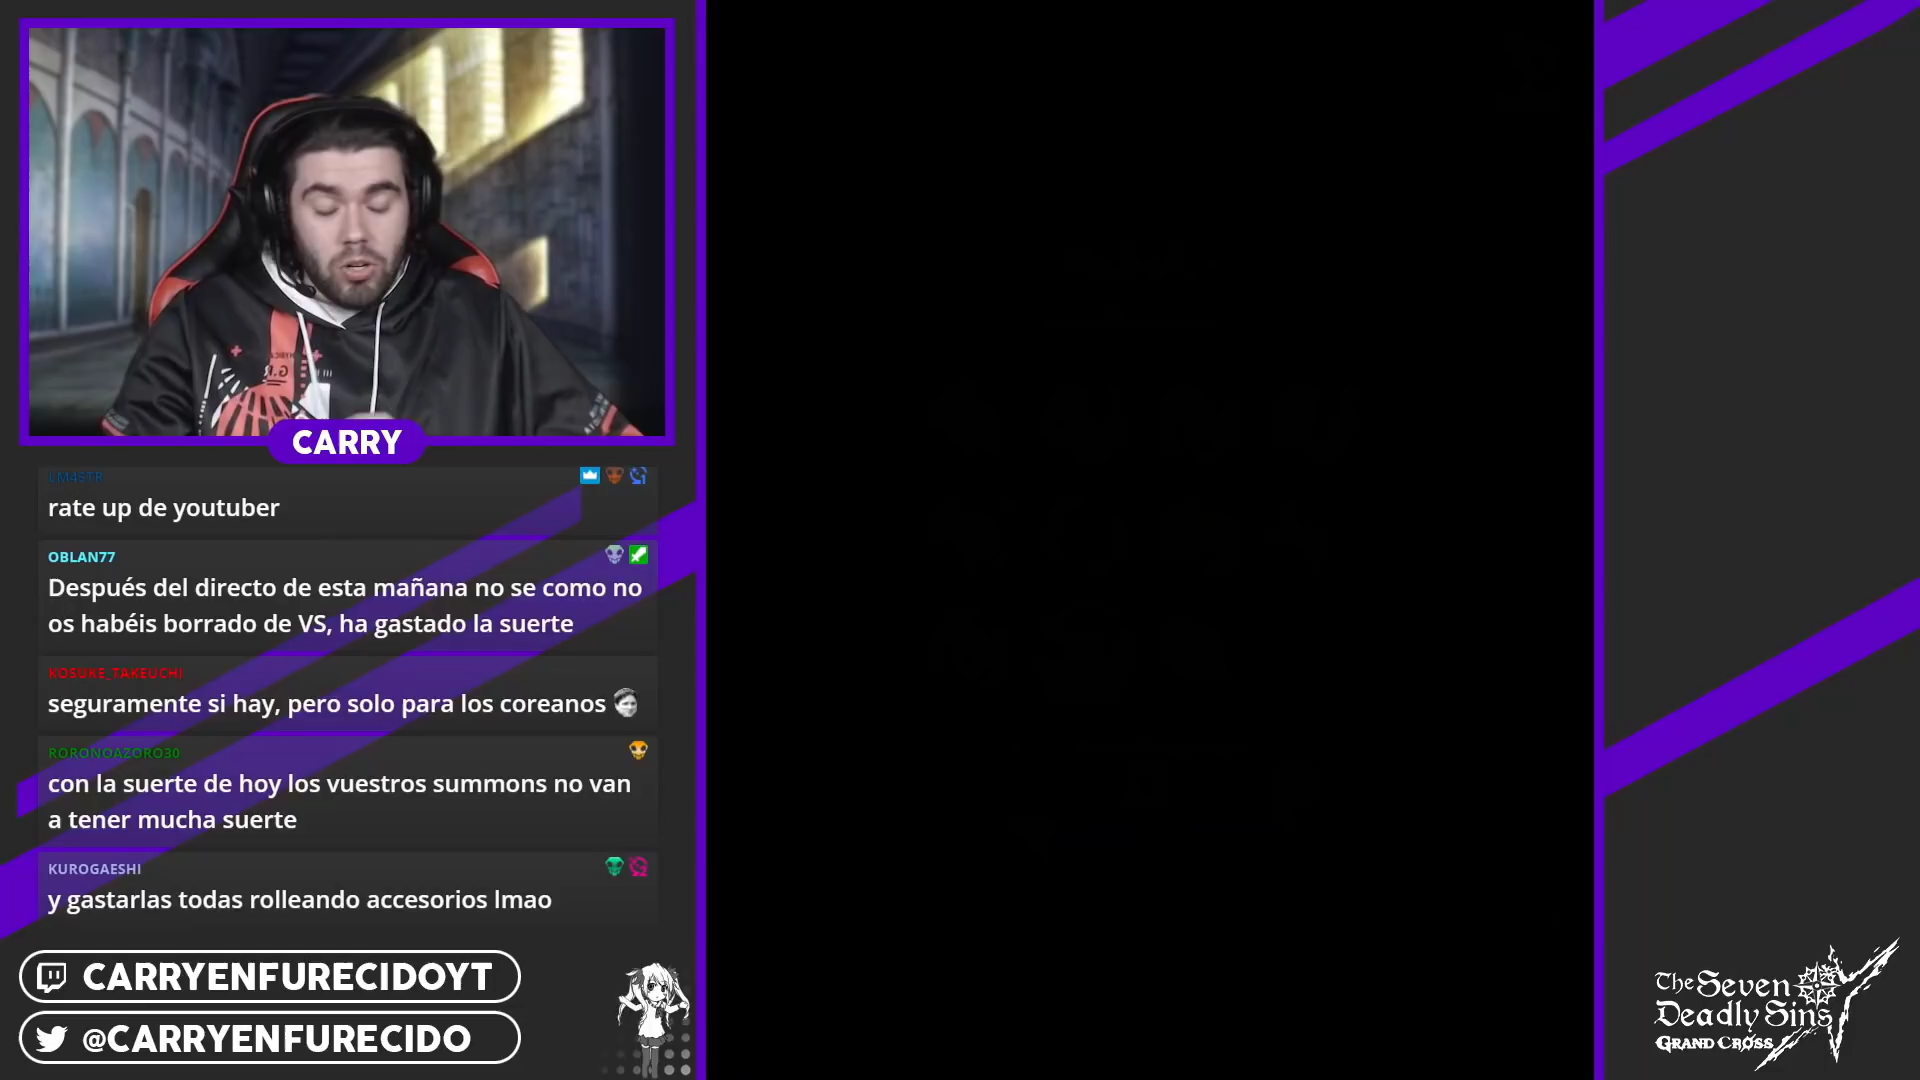 CARRY
LM4STR
rate up de youtuber
OBLAN77
Después del directo de esta mañana no se como no
os habéis borrado de VS, ha gastado la suerte
KOSUKE_TAKEUCHI
seguramente si hay, pero solo para los coreanos
RORONOAZORO30
con la suerte de hoy los vuestros summons no van
a tener mucha suerte
KUROGAESHI
y gastarlas todas rolleando accesorios lmao
CARRYENFURECIDOYT
@CARRYENFURECIDO
The Seven
Deadly Sins
GRAND CROSS